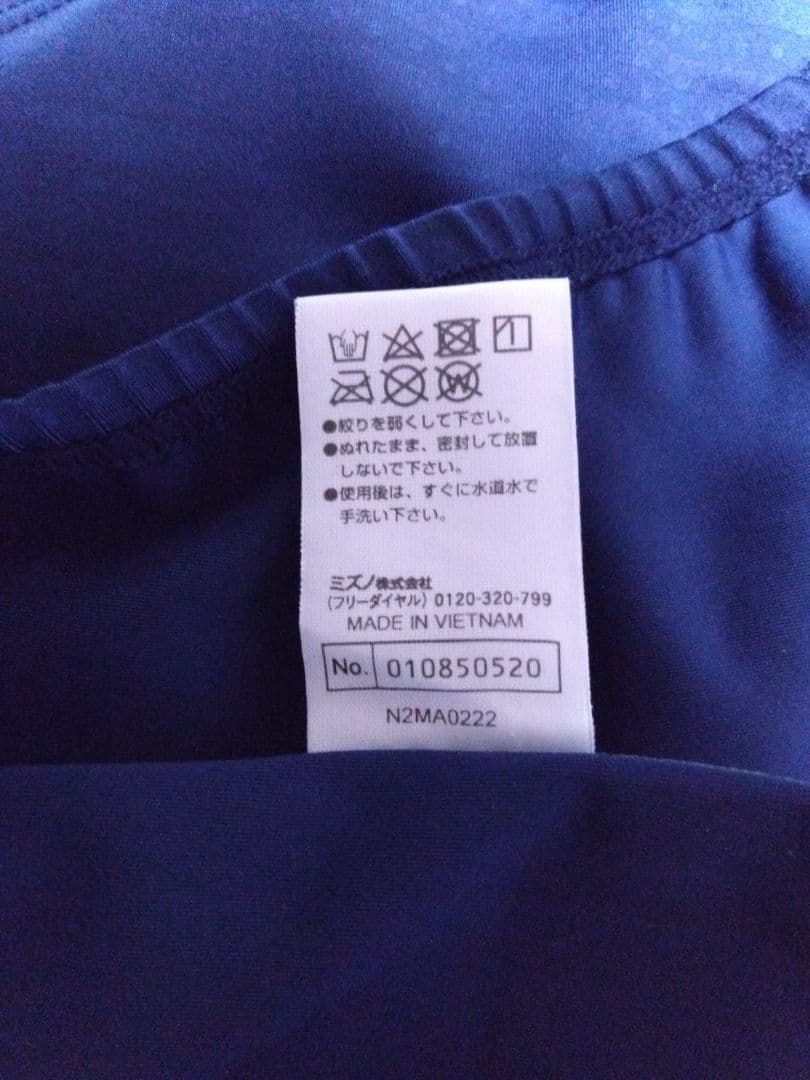 ●絞りを弱くして下さい。
●ぬれたまま、密封して放置
しないで下さい。
●使用後は、すぐに水道水で
手洗い下さい。
ミズノ株式会社
(フリーダイヤル) 0120-320-799
MADE IN VIETNAM
No. 010850520
N2MA0222